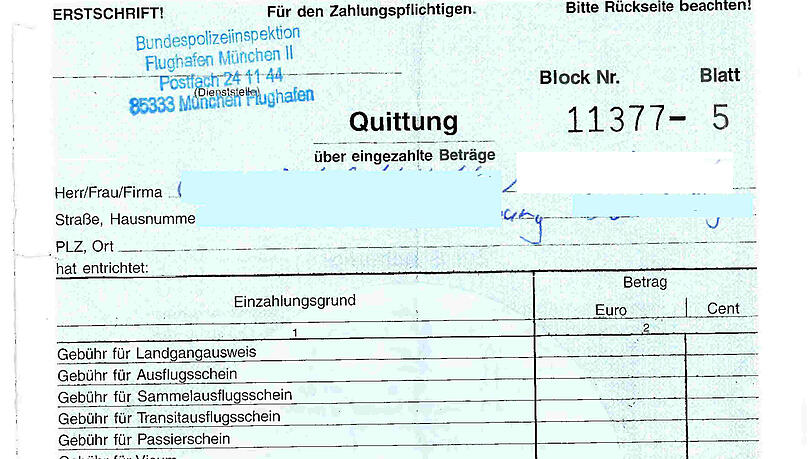 ERSTSCHRIFT! Für den Zahlungspflichtigen. Bitte Rückseite beachten!
Bundespolizeiinspektion
Flughafen München II
Postfach 24 11 44
(Dienststelle)
85333 München Flughafen
Block Nr. Blatt
11377- 5
Quittung
über eingezahlte Beträge
Herr/Frau/Firma
Straße, Hausnumme
PLZ, Ort
hat entrichtet:
Einzahlungsgrund Betrag
Euro Cent
1 2
Gebühr für Landgangausweis
Gebühr für Ausflugsschein
Gebühr für Sammelausflugsschein
Gebühr für Transitausflugsschein
Gebühr für Passierschein
Gebühr für Visum